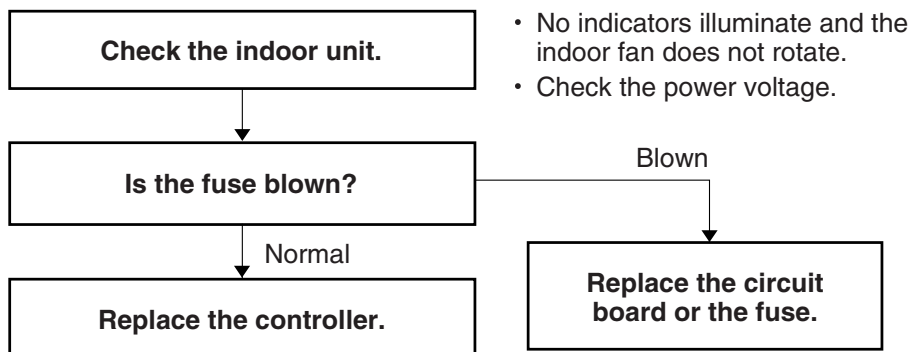 Check the indoor unit.
• No indicators illuminate and the
indoor fan does not rotate.
• Check the power voltage.
Is the fuse blown?
Blown
Normal
Replace the circuit
board or the fuse.
Replace the controller.